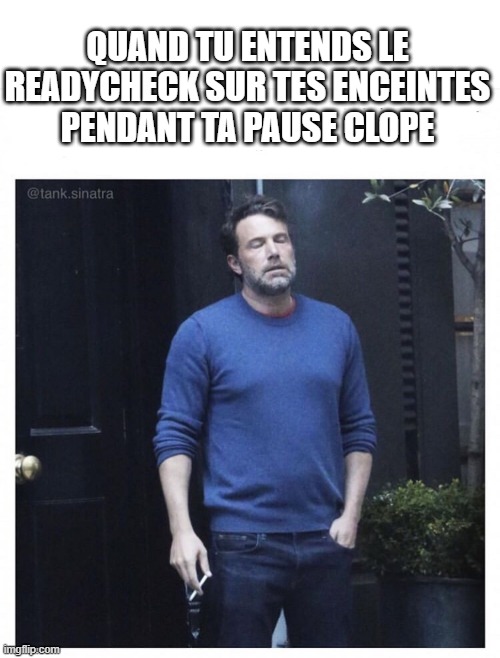 QUAND TU ENTENDS LE
READYCHECK SUR TES ENCEINTES
PENDANT TA PAUSE CLOPE
@tank.sinatra
imgflip.com